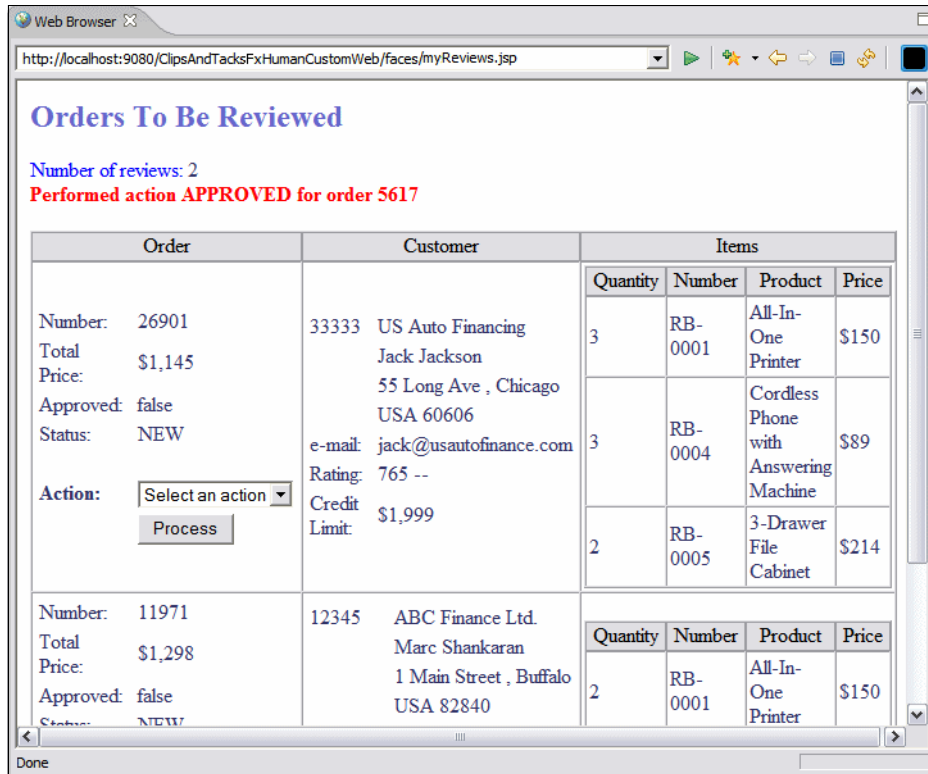 Web Browser
http://localhost:9080/ClipsAndTacksFxHumanCustomWeb/faces/myReviews.jsp
Orders To Be Reviewed
Number of reviews: 2
Performed action APPROVED for order 5617
Order Customer Items
Number: 26901
Total Price: $1,145
Approved: false
Status: NEW
Action: Select an action
Process
33333 US Auto Financing
Jack Jackson
55 Long Ave , Chicago
USA 60606
e-mail: jack@usautofinance.com
Rating: 765 --
Credit Limit: $1,999
Quantity Number Product Price
3 RB-0001 All-In-One Printer $150
3 RB-0004 Cordless Phone with Answering Machine $89
2 RB-0005 3-Drawer File Cabinet $214
Number: 11971
Total Price: $1,298
Approved: false
Status: NEW
12345 ABC Finance Ltd.
Marc Shankaran
1 Main Street , Buffalo
USA 82840
Quantity Number Product Price
2 RB-0001 All-In-One Printer $150
Done